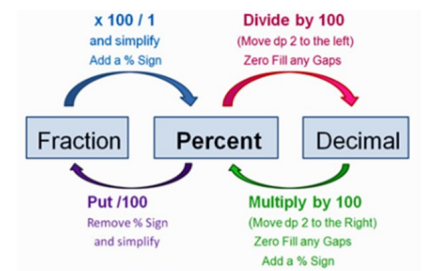 x 100 / 1
and simplify
Add a % Sign
Divide by 100
(Move dp 2 to the left)
Zero Fill any Gaps
Fraction
Percent
Decimal
Put /100
Remove % Sign
and simplify
Multiply by 100
(Move dp 2 to the Right)
Zero Fill any Gaps
Add a % Sign